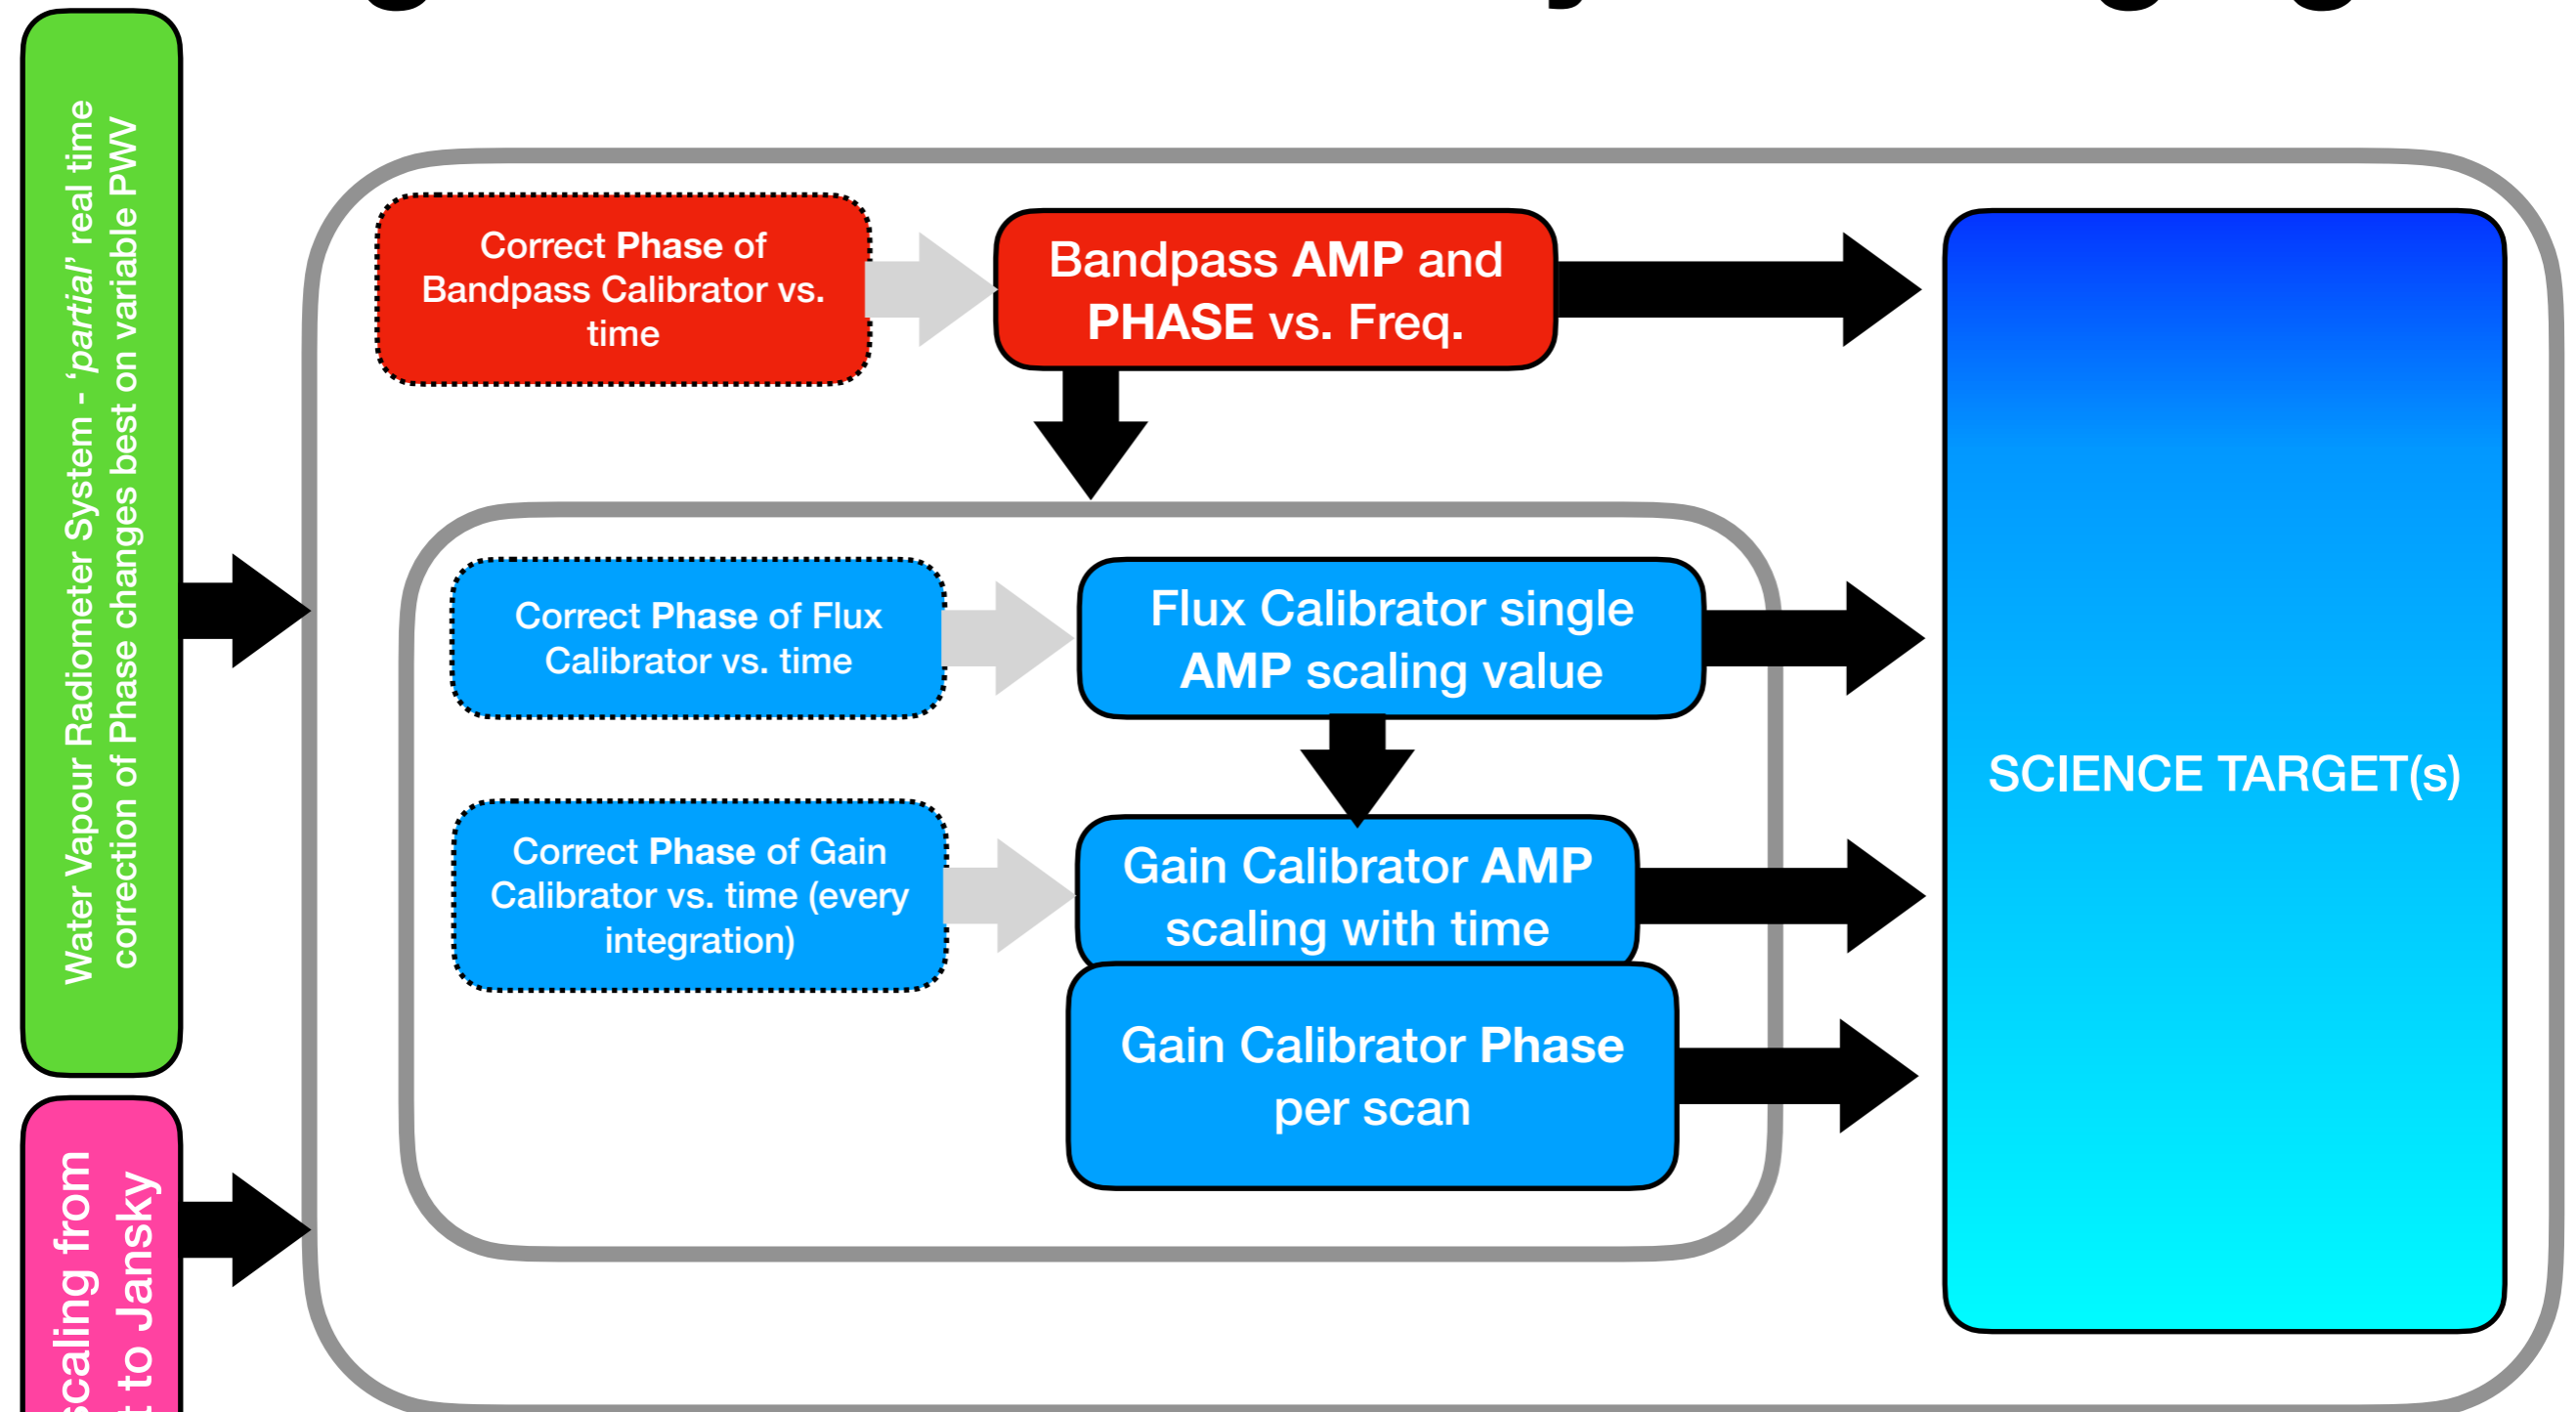 Water Vapour Radiometer System - ‘partial’ real time
correction of Phase changes best on variable PWV
scaling from
to Jansky
Correct Phase of
Bandpass Calibrator vs.
time
Bandpass AMP and
PHASE vs. Freq.
Correct Phase of Flux
Calibrator vs. time
Flux Calibrator single
AMP scaling value
Correct Phase of Gain
Calibrator vs. time (every
integration)
Gain Calibrator AMP
scaling with time
Gain Calibrator Phase
per scan
SCIENCE TARGET(s)